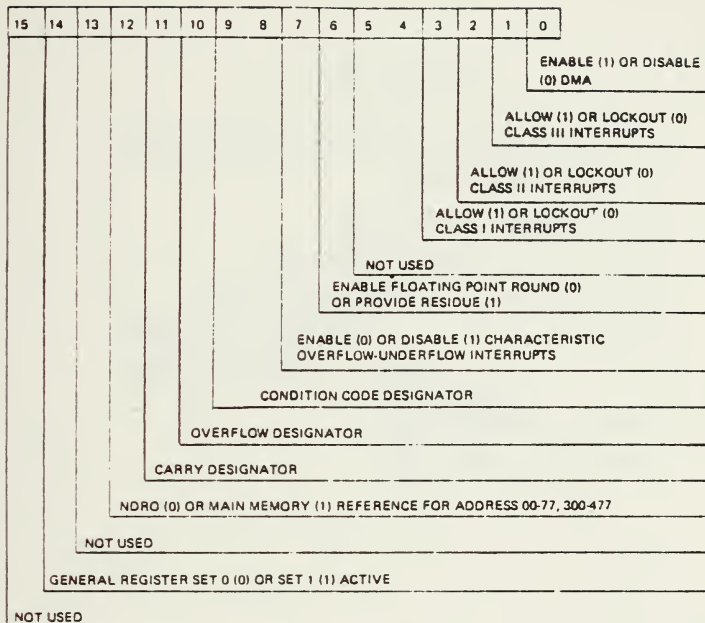 15 14 13 12 11 10 9 8 7 6 5 4 3 2 1 0
ENABLE (1) OR DISABLE
(0) DMA
ALLOW (1) OR LOCKOUT (0)
CLASS III INTERRUPTS
ALLOW (1) OR LOCKOUT (0)
CLASS II INTERRUPTS
ALLOW (1) OR LOCKOUT (0)
CLASS I INTERRUPTS
NOT USED
ENABLE FLOATING POINT ROUND (0)
OR PROVIDE RESIDUE (1)
ENABLE (0) OR DISABLE (1) CHARACTERISTIC
OVERFLOW-UNDERFLOW INTERRUPTS
CONDITION CODE DESIGNATOR
OVERFLOW DESIGNATOR
CARRY DESIGNATOR
NDRO (0) OR MAIN MEMORY (1) REFERENCE FOR ADDRESS 00-77, 300-477
NOT USED
GENERAL REGISTER SET 0 (0) OR SET 1 (1) ACTIVE
NOT USED